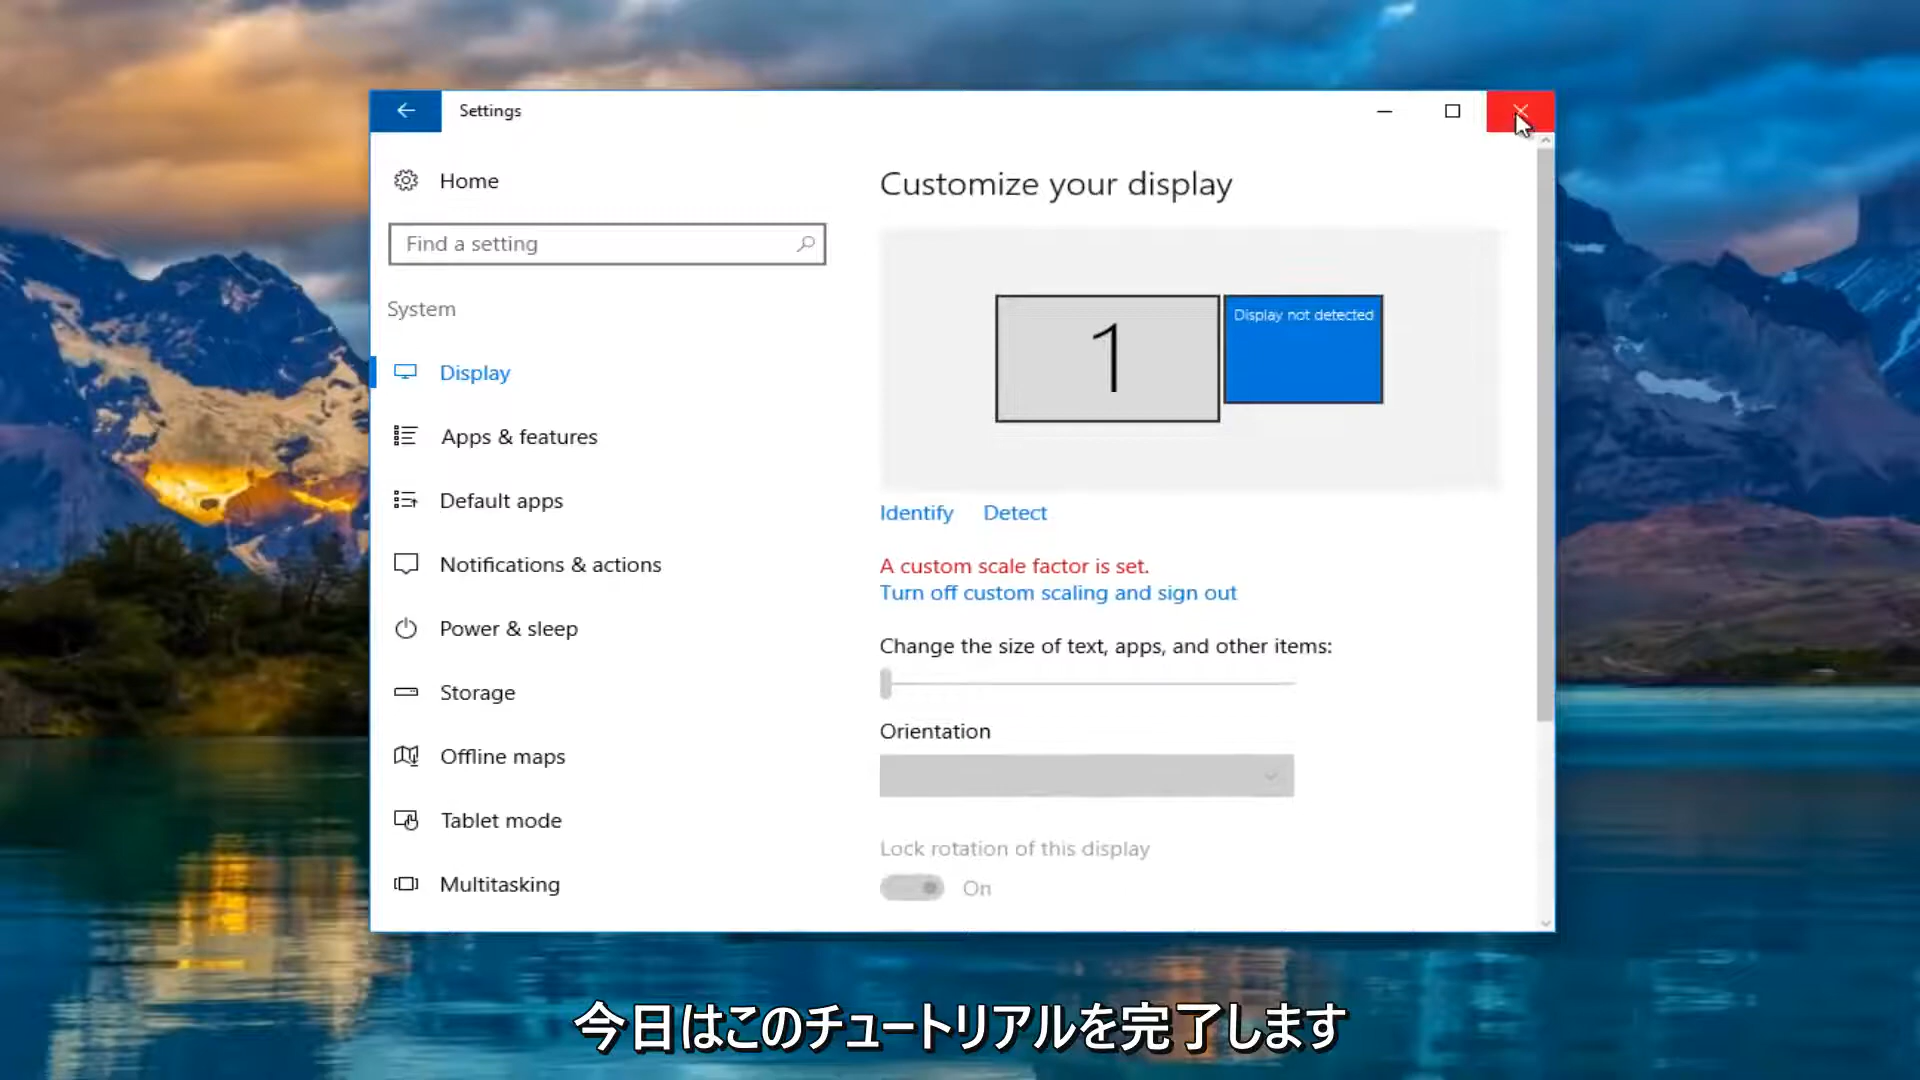 Settings
Home
Find a setting
System
Display
Apps & features
Default apps
Notifications & actions
Power & sleep
Storage
Offline maps
Tablet mode
Multitasking
Customize your display
1
Display not detected
Identify Detect
A custom scale factor is set.
Turn off custom scaling and sign out
Change the size of text, apps, and other items:
Orientation
Lock rotation of this display
On
今日はこのチュートリアルを完了します